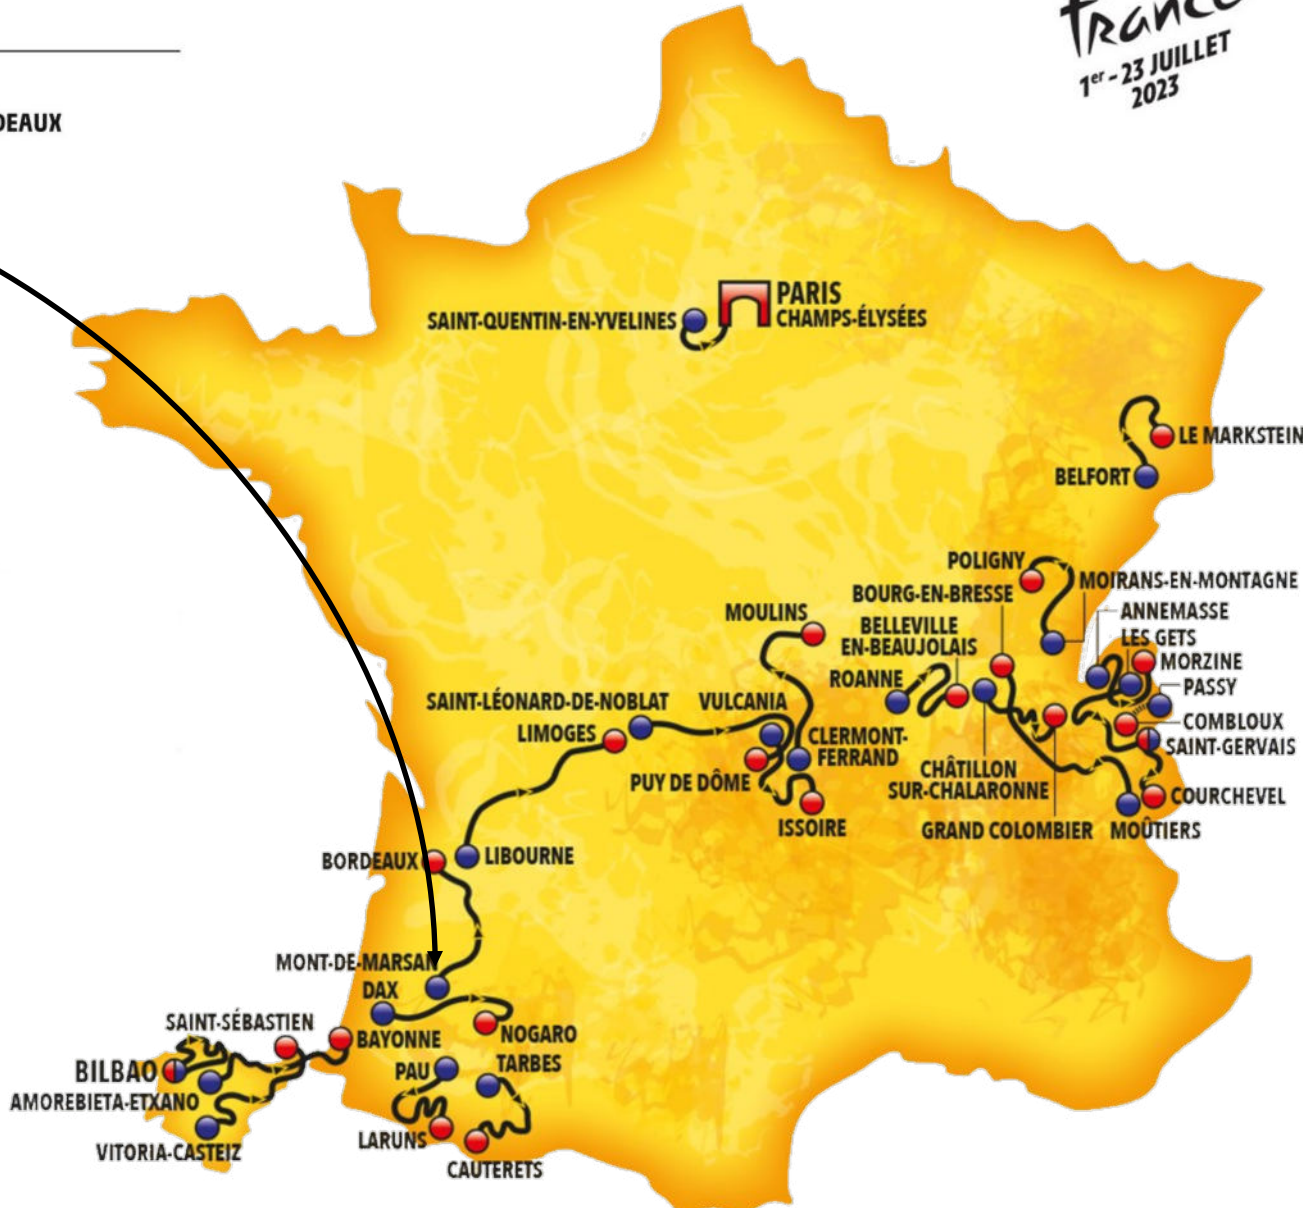 France
1er - 23 JUILLET
2023
DEAUX
PARIS
CHAMPS-ÉLYSÉES
SAINT-QUENTIN-EN-YVELINES
LE MARKSTEIN
BELFORT
POLIGNY
MOIRANS-EN-MONTAGNE
BOURG-EN-BRESSE
ANNEMASSE
MOULINS
BELLEVILLE
EN-BEAUJOLAIS
LES GETS
MORZINE
ROANNE
PASSY
SAINT-LÉONARD-DE-NOBLAT
VULCANIA
COMBLOUX
LIMOGES
CLERMONT-
FERRAND
SAINT-GERVAIS
PUY DE DÔME
CHÂTILLON
SUR-CHALARONNE
COURCHEVEL
ISSOIRE
GRAND COLOMBIER
MOÛTIERS
BORDEAUX
LIBOURNE
MONT-DE-MARSAN
DAX
SAINT-SÉBASTIEN
BAYONNE
NOGARO
BILBAO
PAU
TARBES
AMOREBIETA-ETXANO
LARUNS
VITORIA-CASTEIZ
CAUTERETS